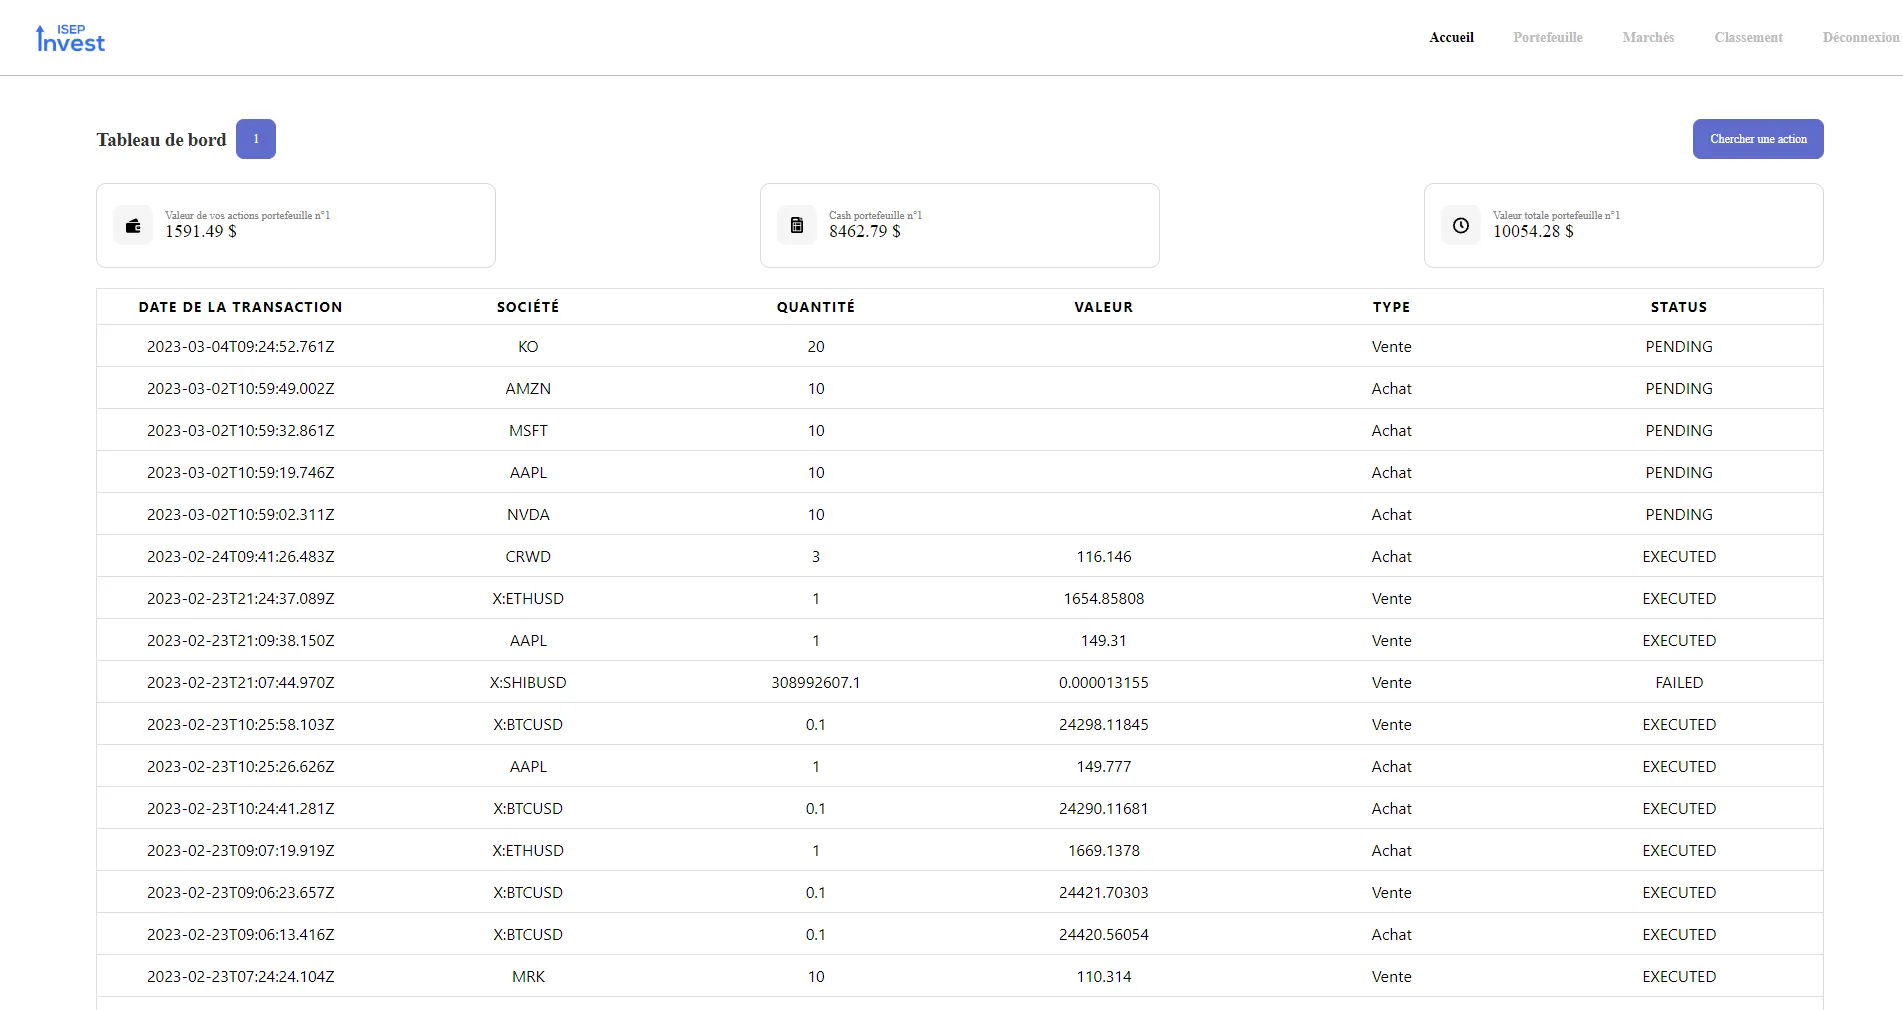 ISEP
Invest
Accueil Portefeuille Marchés Classement Déconnexion
Tableau de bord 1 Chercher une action
Valeur de vos actions portefeuille n°1
1591.49 $
Cash portefeuille n°1
8462.79 $
Valeur totale portefeuille n°1
10054.28 $
DATE DE LA TRANSACTION SOCIÉTÉ QUANTITÉ VALEUR TYPE STATUS
2023-03-04T09:24:52.761Z KO 20 Vente PENDING
2023-03-02T10:59:49.002Z AMZN 10 Achat PENDING
2023-03-02T10:59:32.861Z MSFT 10 Achat PENDING
2023-03-02T10:59:19.746Z AAPL 10 Achat PENDING
2023-03-02T10:59:02.311Z NVDA 10 Achat PENDING
2023-02-24T09:41:26.483Z CRWD 3 116.146 Achat EXECUTED
2023-02-23T21:24:37.089Z X:ETHUSD 1 1654.85808 Vente EXECUTED
2023-02-23T21:09:38.150Z AAPL 1 149.31 Vente EXECUTED
2023-02-23T21:07:44.970Z X:SHIBUSD 308992607.1 0.000013155 Vente FAILED
2023-02-23T10:25:58.103Z X:BTCUSD 0.1 24298.11845 Vente EXECUTED
2023-02-23T10:25:26.626Z AAPL 1 149.777 Achat EXECUTED
2023-02-23T10:24:41.281Z X:BTCUSD 0.1 24290.11681 Achat EXECUTED
2023-02-23T09:07:19.919Z X:ETHUSD 1 1669.1378 Achat EXECUTED
2023-02-23T09:06:23.657Z X:BTCUSD 0.1 24421.70303 Vente EXECUTED
2023-02-23T09:06:13.416Z X:BTCUSD 0.1 24420.56054 Achat EXECUTED
2023-02-23T07:24:24.104Z MRK 10 110.314 Vente EXECUTED